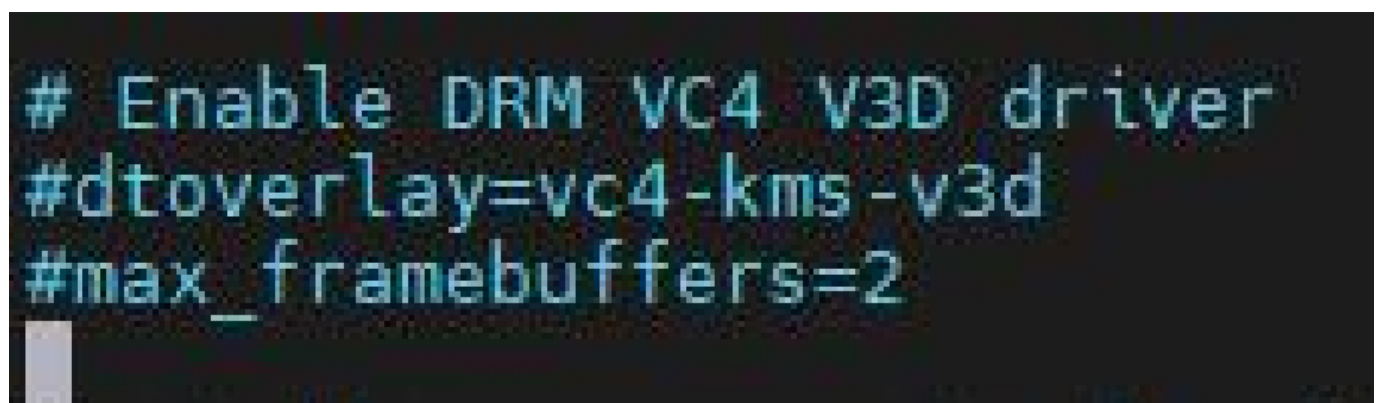 # Enable DRM VC4 V3D driver
#dtoverlay=vc4-kms-v3d
#max_framebuffers=2